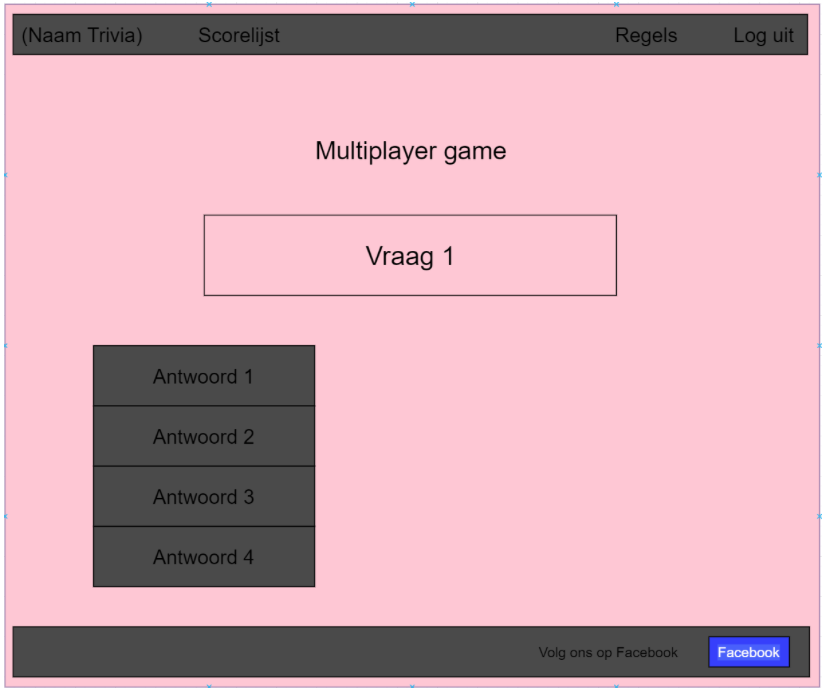 (Naam Trivia) Scorelijst Regels Log uit
Multiplayer game
Vraag 1
Antwoord 1
Antwoord 2
Antwoord 3
Antwoord 4
Volg ons op Facebook Facebook